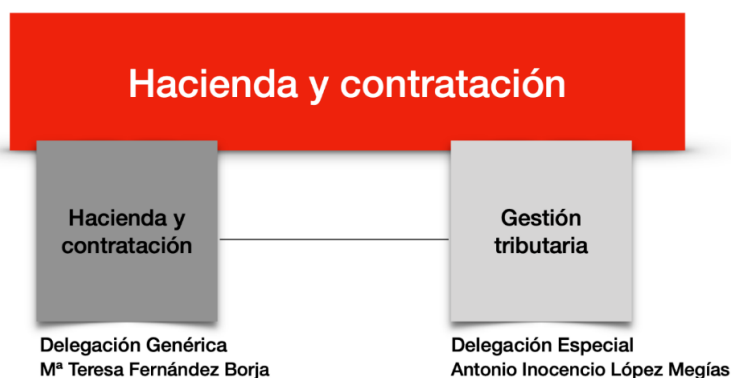 Hacienda y contratación
Hacienda y
contratación
Gestión
tributaria
Delegación Genérica
Mª Teresa Fernández Borja
Delegación Especial
Antonio Inocencio López Megías